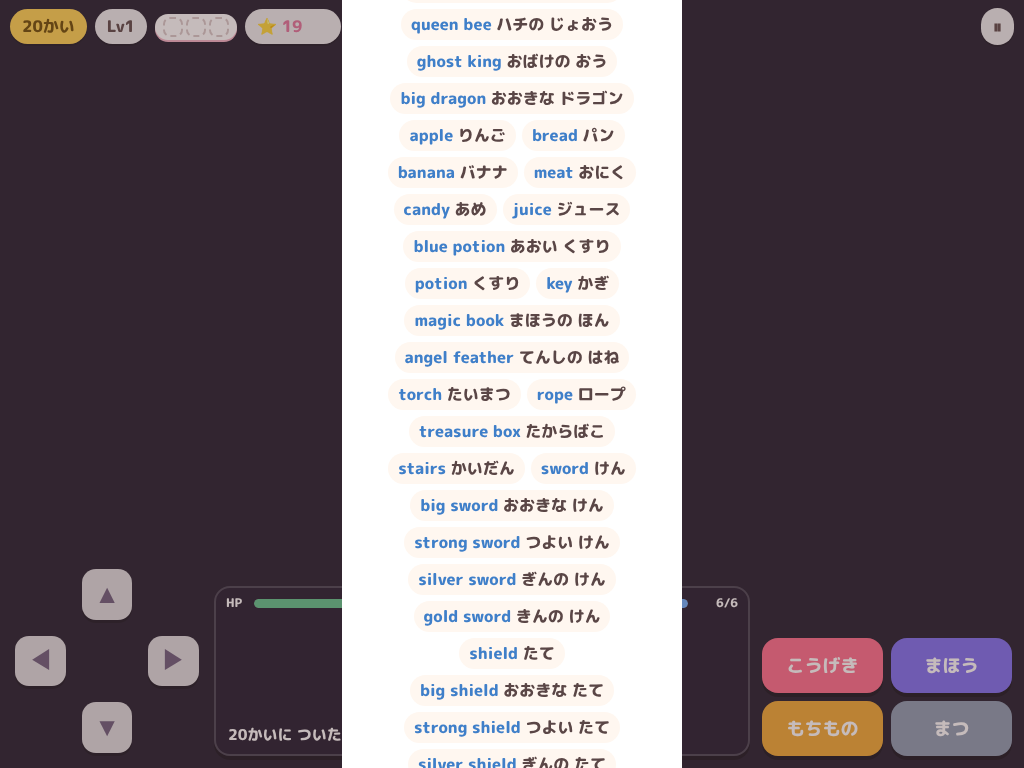 20かい Lv1 19
queen bee ハチの じょおう
ghost king おばけの おう
big dragon おおきな ドラゴン
apple りんご bread パン
banana バナナ meat おにく
candy あめ juice ジュース
blue potion あおい くすり
potion くすり key かぎ
magic book まほうの ほん
angel feather てんしの はね
torch たいまつ rope ロープ
treasure box たからばこ
stairs かいだん sword けん
big sword おおきな けん
strong sword つよい けん
silver sword ぎんの けん
gold sword きんの けん
shield たて
big shield おおきな たて
strong shield つよい たて
silver shield ぎんの たて
HP 6/6
20かいに ついた
こうげき まほう
もちもの まつ